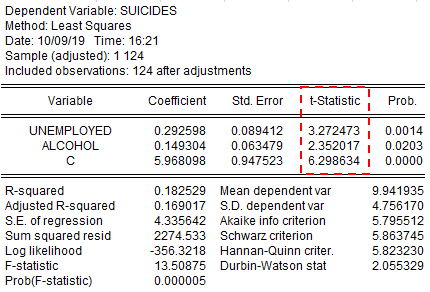 Dependent Variable: SUICIDES
Method: Least Squares
Date: 10/09/19 Time: 16:21
Sample (adjusted): 1 124
Included observations: 124 after adjustments
Variable Coefficient Std. Error t-Statistic Prob.
UNEMPLOYED 0.292598 0.089412 3.272473 0.0014
ALCOHOL 0.149304 0.063479 2.352017 0.0203
C 5.968098 0.947523 6.298634 0.0000
R-squared 0.182529 Mean dependent var 9.941935
Adjusted R-squared 0.169017 S.D. dependent var 4.756170
S.E. of regression 4.335642 Akaike info criterion 5.795512
Sum squared resid 2274.533 Schwarz criterion 5.863745
Log likelihood -356.3218 Hannan-Quinn criter. 5.823230
F-statistic 13.50875 Durbin-Watson stat 2.055329
Prob(F-statistic) 0.000005